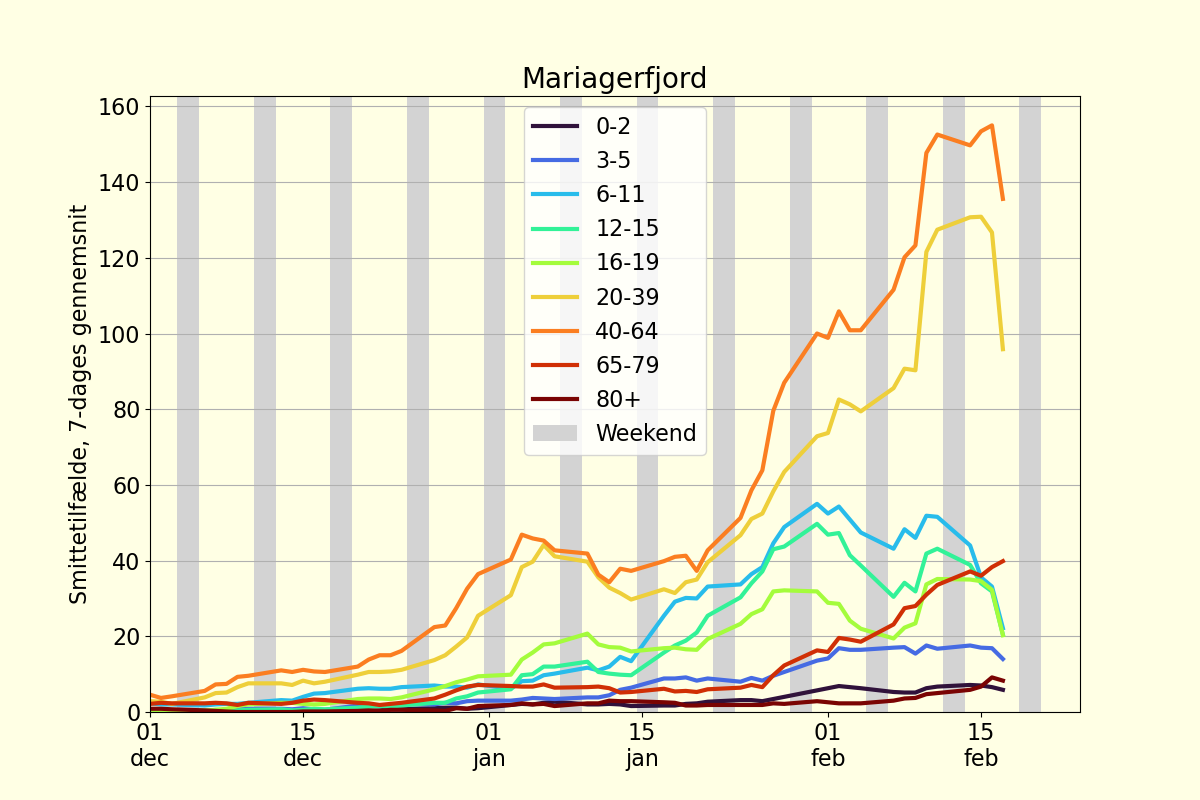 Mariagerfjord
Smittetilfælde, 7-dages gennemsnit
160
140
120
100
80
60
40
20
0
0-2
3-5
6-11
12-15
16-19
20-39
40-64
65-79
80+
Weekend
01 dec
15 dec
01 jan
15 jan
01 feb
15 feb